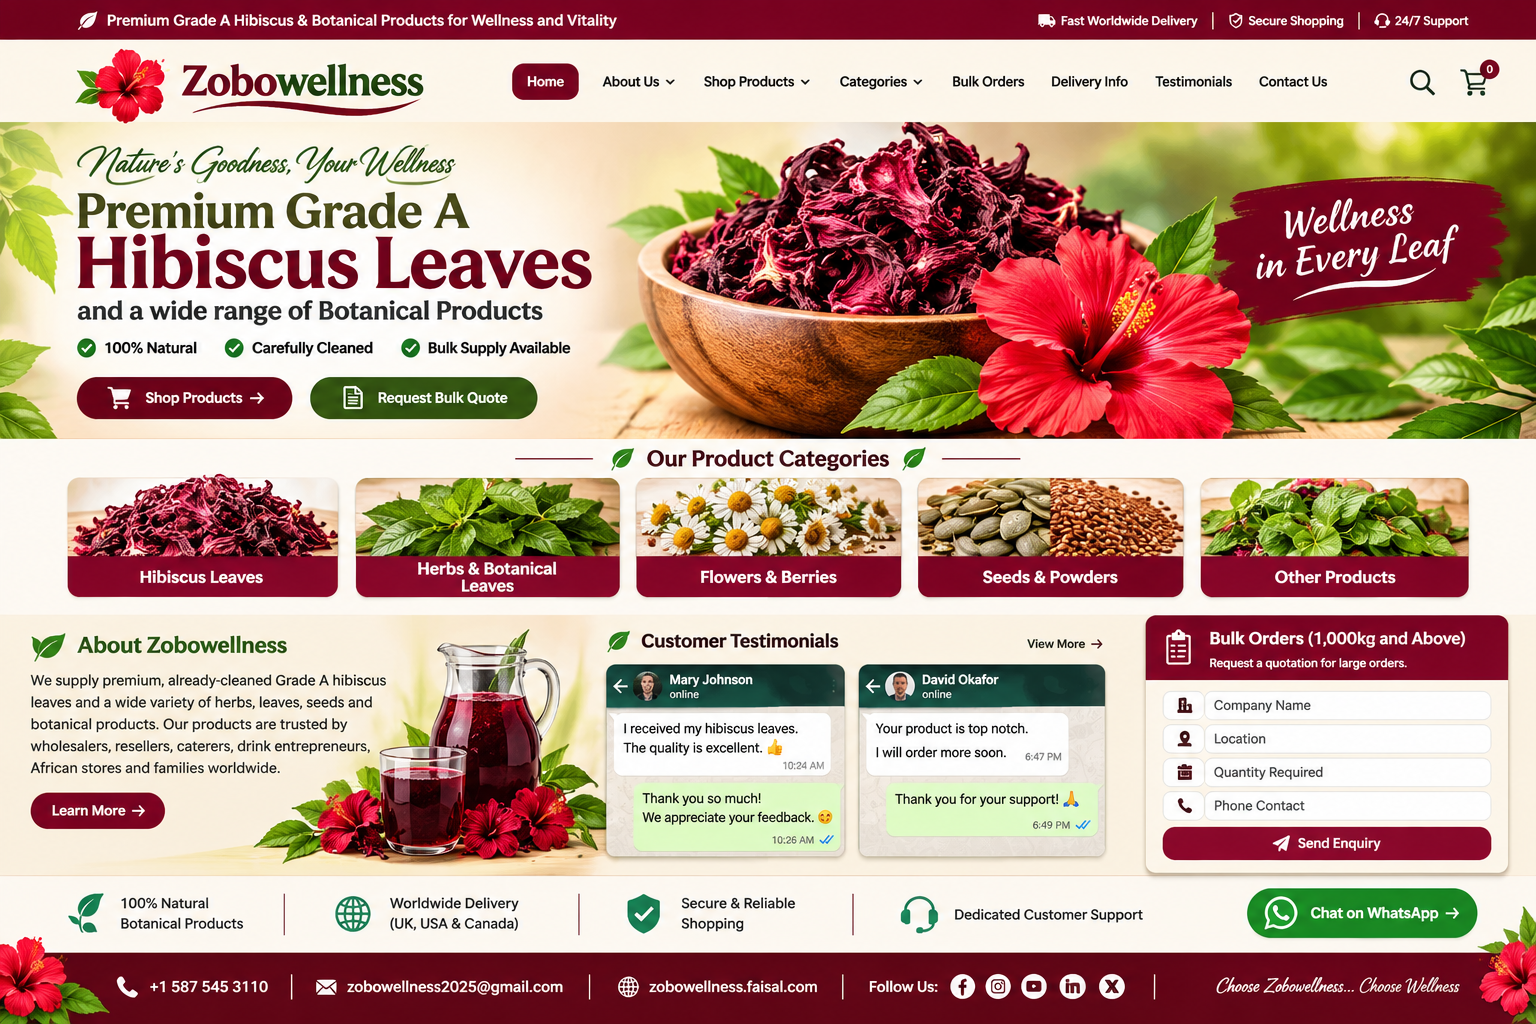 Premium Grade A Hibiscus & Botanical Products for Wellness and Vitality
Fast Worldwide Delivery
Secure Shopping
24/7 Support
Zobowellness
Home
About Us
Shop Products
Categories
Bulk Orders
Delivery Info
Testimonials
Contact Us
0
Nature's Goodness, Your Wellness
Premium Grade A
Hibiscus Leaves
and a wide range of Botanical Products
100% Natural
Carefully Cleaned
Bulk Supply Available
Shop Products →
Request Bulk Quote
Wellness
in Every Leaf
Our Product Categories
Hibiscus Leaves
Herbs & Botanical
Leaves
Flowers & Berries
Seeds & Powders
Other Products
About Zobowellness
We supply premium, already-cleaned Grade A hibiscus
leaves and a wide variety of herbs, leaves, seeds and
botanical products. Our products are trusted by
wholesalers, resellers, caterers, drink entrepreneurs,
African stores and families worldwide.
Learn More →
Customer Testimonials
View More →
Mary Johnson
online
I received my hibiscus leaves.
The quality is excellent. 👍
10:24 AM
Thank you so much!
We appreciate your feedback. 😊
10:26 AM
David Okafor
online
Your product is top notch.
I will order more soon.
6:47 PM
Thank you for your support! 🙏
6:49 PM
Bulk Orders (1,000kg and Above)
Request a quotation for large orders.
Company Name
Location
Quantity Required
Phone Contact
Send Enquiry
100% Natural
Botanical Products
Worldwide Delivery
(UK, USA & Canada)
Secure & Reliable
Shopping
Dedicated Customer Support
Chat on WhatsApp →
+1 587 545 3110
zobowellness2025@gmail.com
zobowellness.faisal.com
Follow Us:
Choose Zobowellness... Choose Wellness